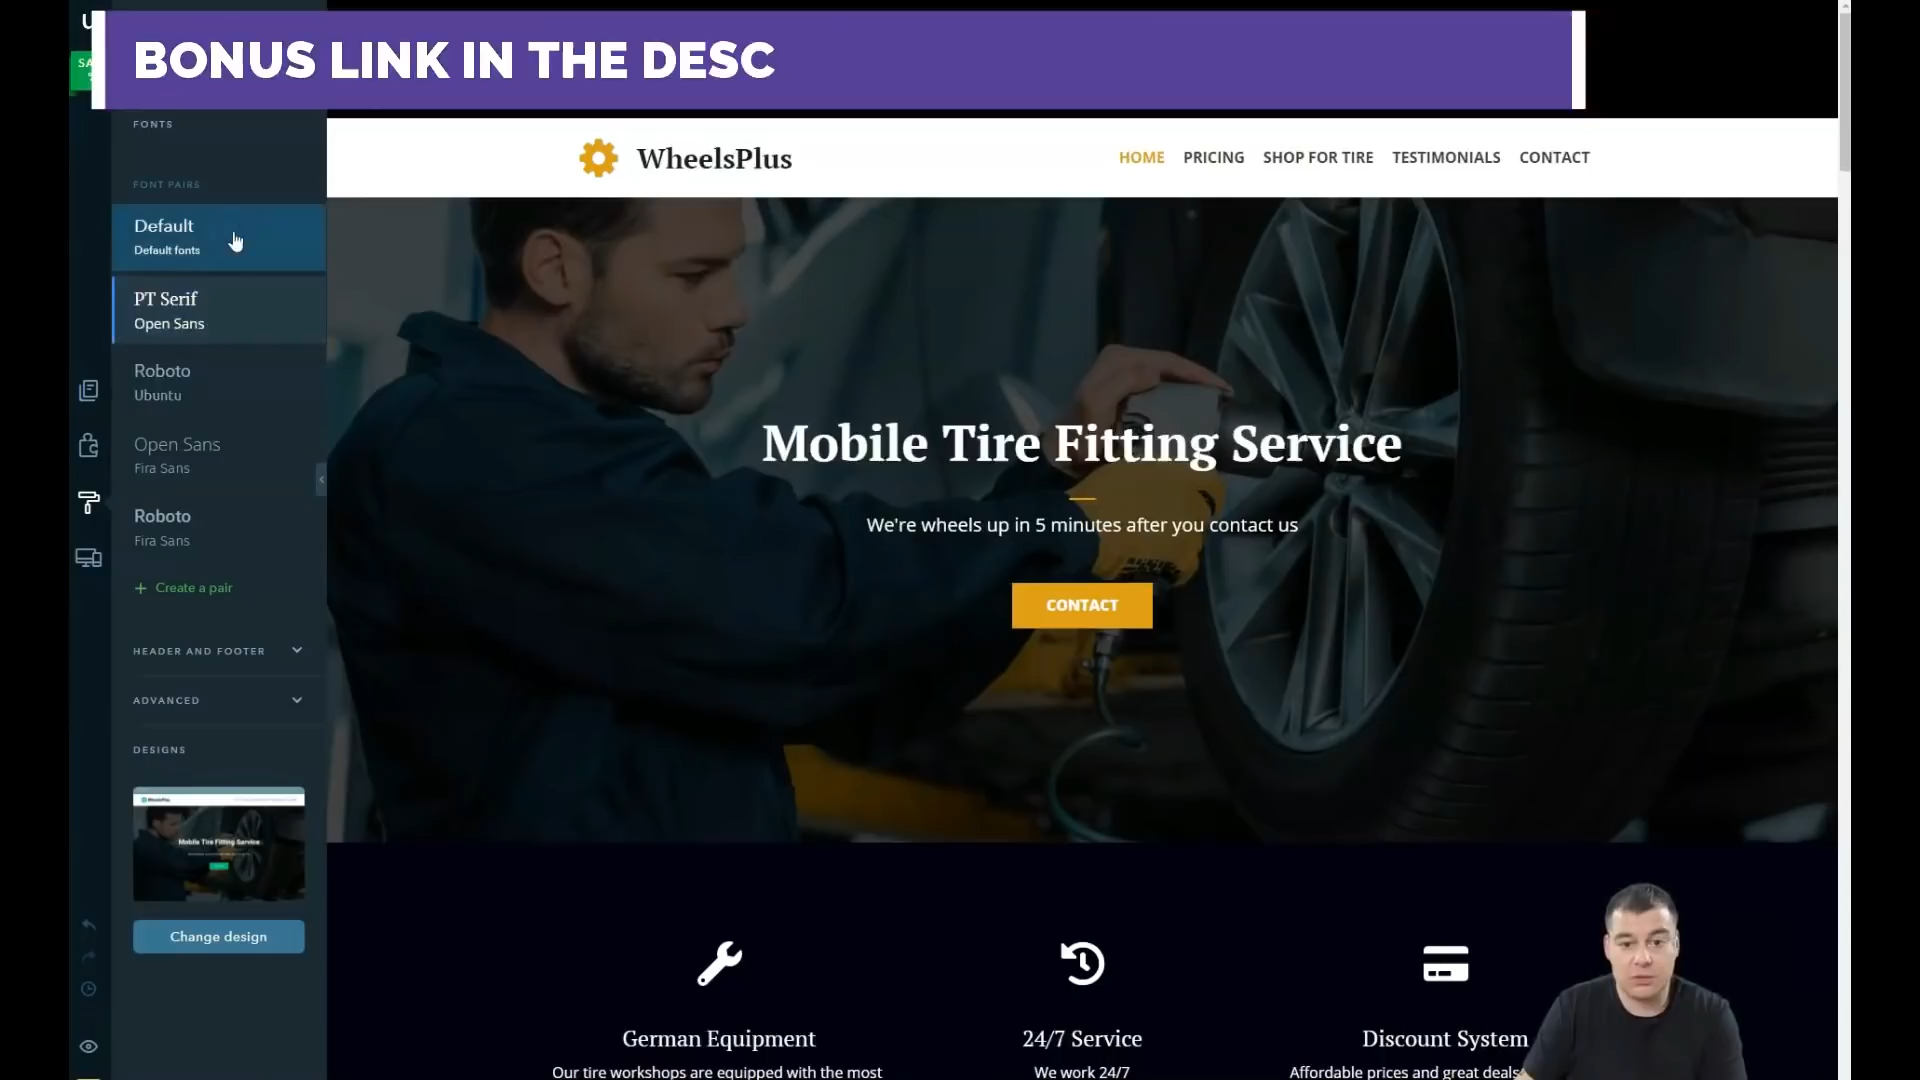 BONUS LINK IN THE DESC
FONTS
FONT PAIRS
Default
Default fonts
PT Serif
Open Sans
Roboto
Ubuntu
Open Sans
Fira Sans
Roboto
Fira Sans
+ Create a pair
HEADER AND FOOTER
ADVANCED
DESIGNS
Mobile Tire Fitting Service
Change design
WheelsPlus
HOME PRICING SHOP FOR TIRE TESTIMONIALS CONTACT
Mobile Tire Fitting Service
We're wheels up in 5 minutes after you contact us
CONTACT
German Equipment
Our tire workshops are equipped with the most
24/7 Service
We work 24/7
Discount System
Affordable prices and great deals